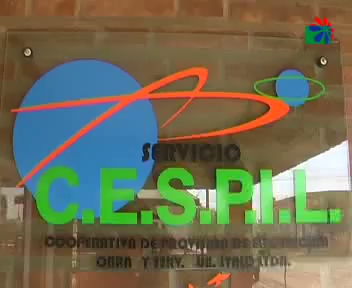 SERVICIO
C.E.S.P.I.L.
COOPERATIVA DE PROVISION DE
OBRA Y SERV. LTDA.